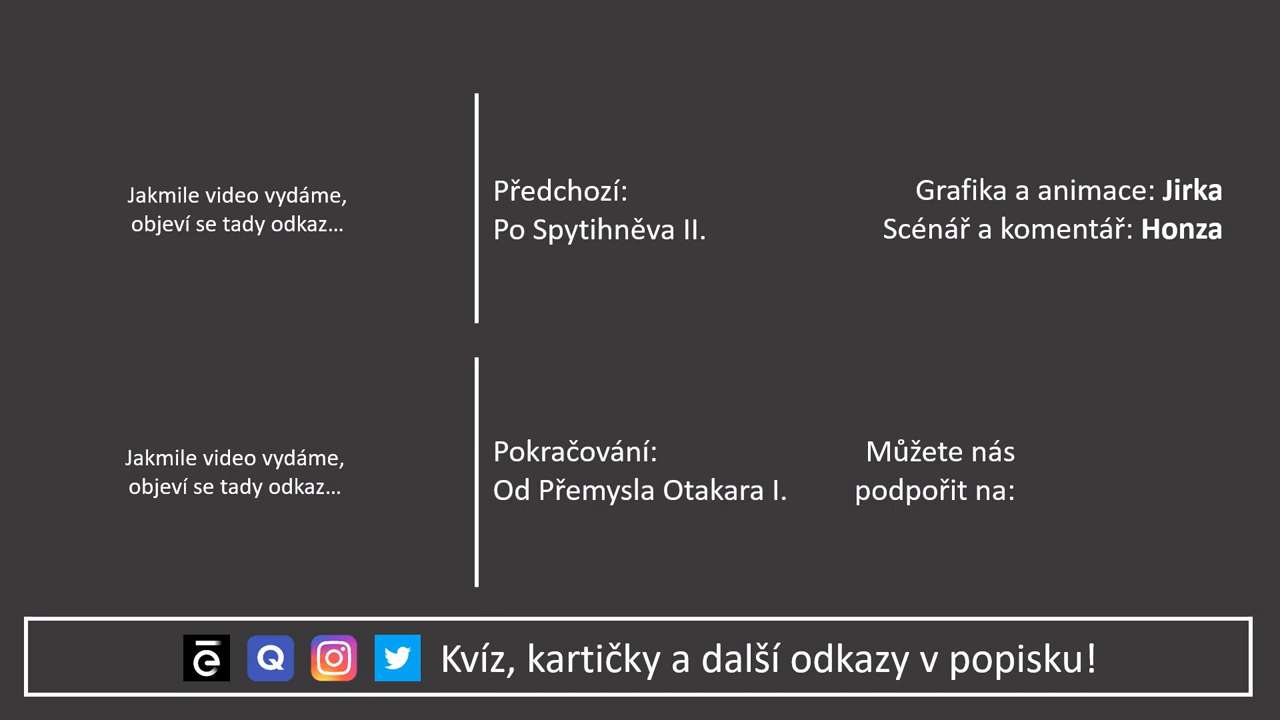 Jakmile video vydáme,
objeví se tady odkaz...
Předchozí:
Po Spytihněva II.
Grafika a animace: Jirka
Scénář a komentář: Honza
Jakmile video vydáme,
objeví se tady odkaz...
Pokračování:
Od Přemysla Otakara I.
Můžete nás
podpořit na:
Kvíz, kartičky a další odkazy v popisku!